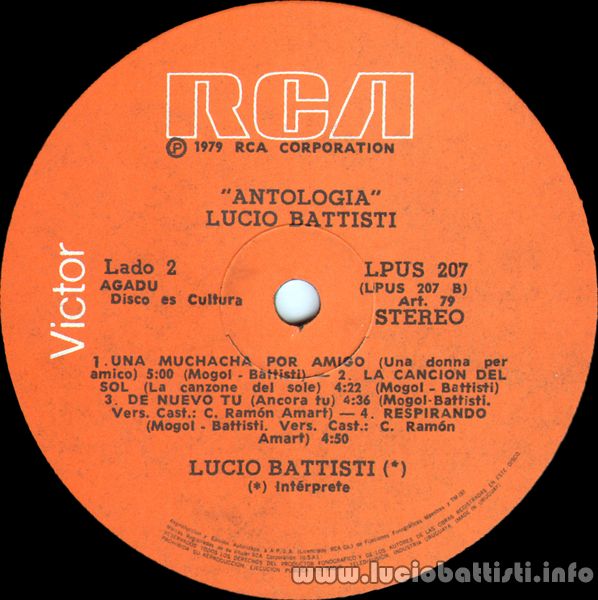 RCA
Ⓟ 1979 RCA CORPORATION
"ANTOLOGIA"
LUCIO BATTISTI
Victor
Lado 2
AGADU
Disco es Cultura
LPUS 207
(LPUS 207 B)
Art. 79
STEREO
1. UNA MUCHACHA POR AMIGO (Una donna per
amico) 5:00 (Mogol - Battisti) — 2. LA CANCION DEL
SOL (La canzone del sole) 4:22 (Mogol - Battisti)
3. DE NUEVO TU (Ancora tu) 4:36 (Mogol-Battisti.
Vers. Cast.: C. Ramón Amart) — 4. RESPIRANDO
(Mogol - Battisti. Vers. Cast.: C. Ramón
Amart) 4:50
LUCIO BATTISTI (*)
(*) Intérprete
www.luciobattisti.info